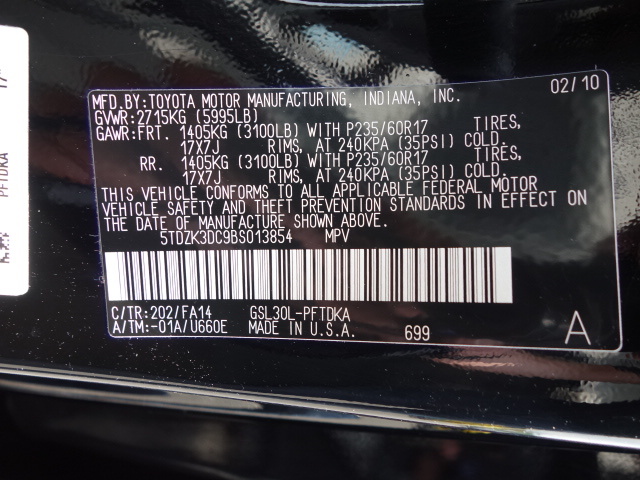 MFD.BY:TOYOTA MOTOR MANUFACTURING, INDIANA, INC. 02/10
GVWR:2715KG (5995LB)
GAWR:FRT. 1405KG (3100LB) WITH P235/60R17 TIRES,
17X7J RIMS, AT 240KPA (35PSI) COLD.
RR. 1405KG (3100LB) WITH P235/60R17 TIRES,
17X7J RIMS, AT 240KPA (35PSI) COLD.
THIS VEHICLE CONFORMS TO ALL APPLICABLE FEDERAL MOTOR
VEHICLE SAFETY AND THEFT PREVENTION STANDARDS IN EFFECT ON
THE DATE OF MANUFACTURE SHOWN ABOVE.
5TDZK3DC9BS013854 MPV
C/TR:202/FA14 GSL30L-PFTDKA
A/TM:-01A/U660E MADE IN U.S.A. 699 A
PFTDKA